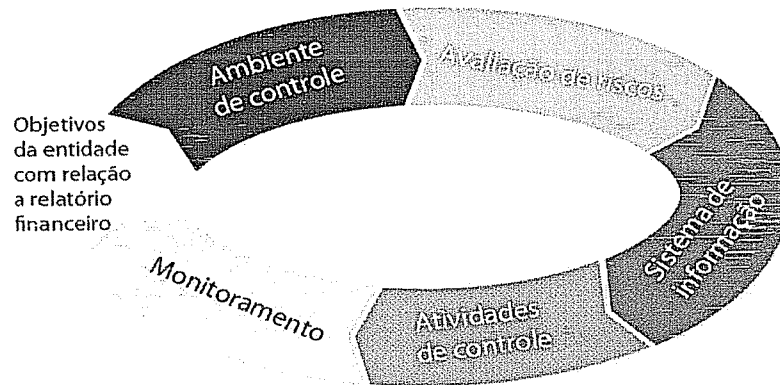 Ambiente
de controle
Avaliação de riscos
Sistema de
informação
Atividades
de controle
Monitoramento
Objetivos
da entidade
com relação
a relatório
financeiro